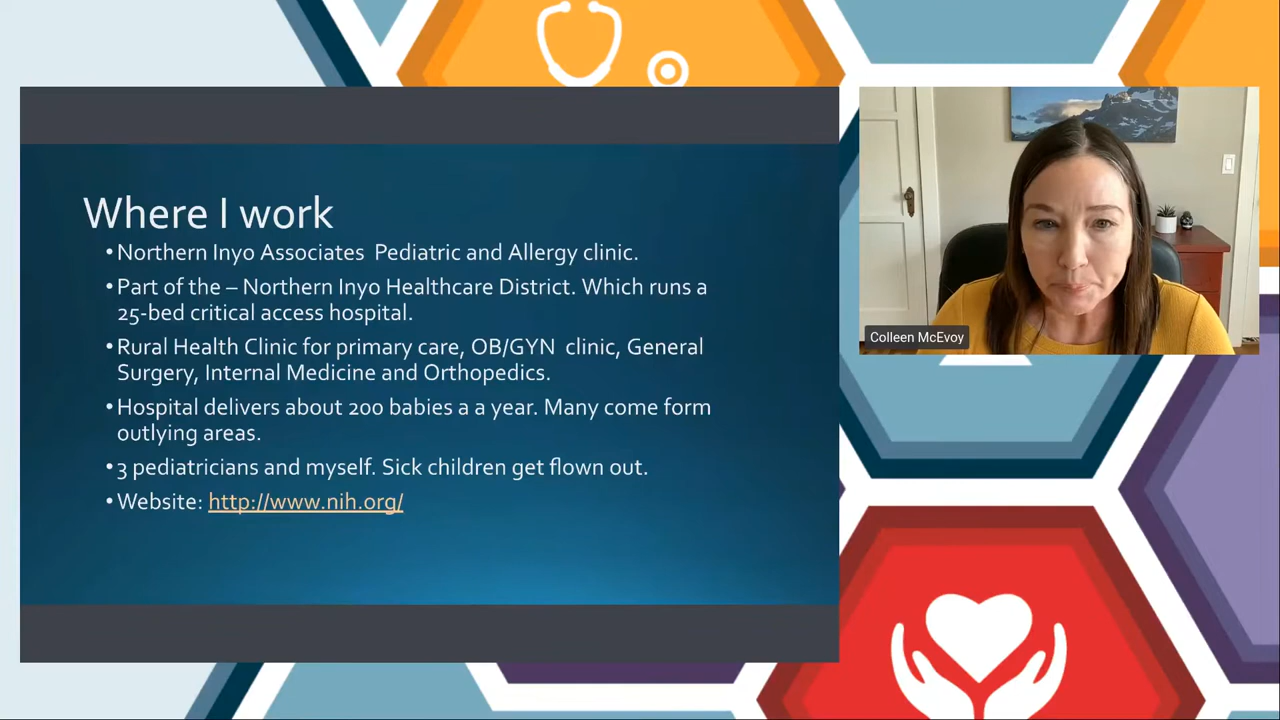 Where I work
•Northern Inyo Associates  Pediatric and Allergy clinic.
•Part of the – Northern Inyo Healthcare District. Which runs a
25-bed critical access hospital.
•Rural Health Clinic for primary care, OB/GYN  clinic, General
Surgery, Internal Medicine and Orthopedics.
•Hospital delivers about 200 babies a a year. Many come form
outlying areas.
•3 pediatricians and myself. Sick children get flown out.
•Website: http://www.nih.org/
Colleen McEvoy